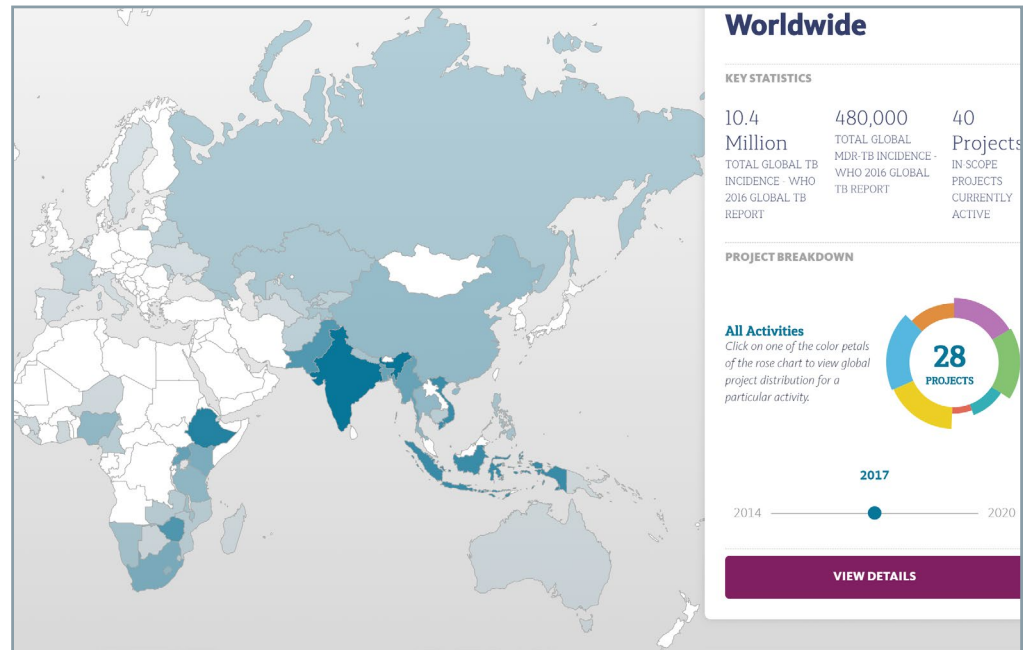 Worldwide
KEY STATISTICS
10.4
Million
TOTAL GLOBAL TB
INCIDENCE - WHO
2016 GLOBAL TB
REPORT
480,000
TOTAL GLOBAL
MDR-TB INCIDENCE -
WHO 2016 GLOBAL
TB REPORT
40
Projects
IN-SCOPE
PROJECTS
CURRENTLY
ACTIVE
PROJECT BREAKDOWN
All Activities
Click on one of the color petals
of the rose chart to view global
project distribution for a
particular activity.
28
PROJECTS
2017
2014
2020
VIEW DETAILS